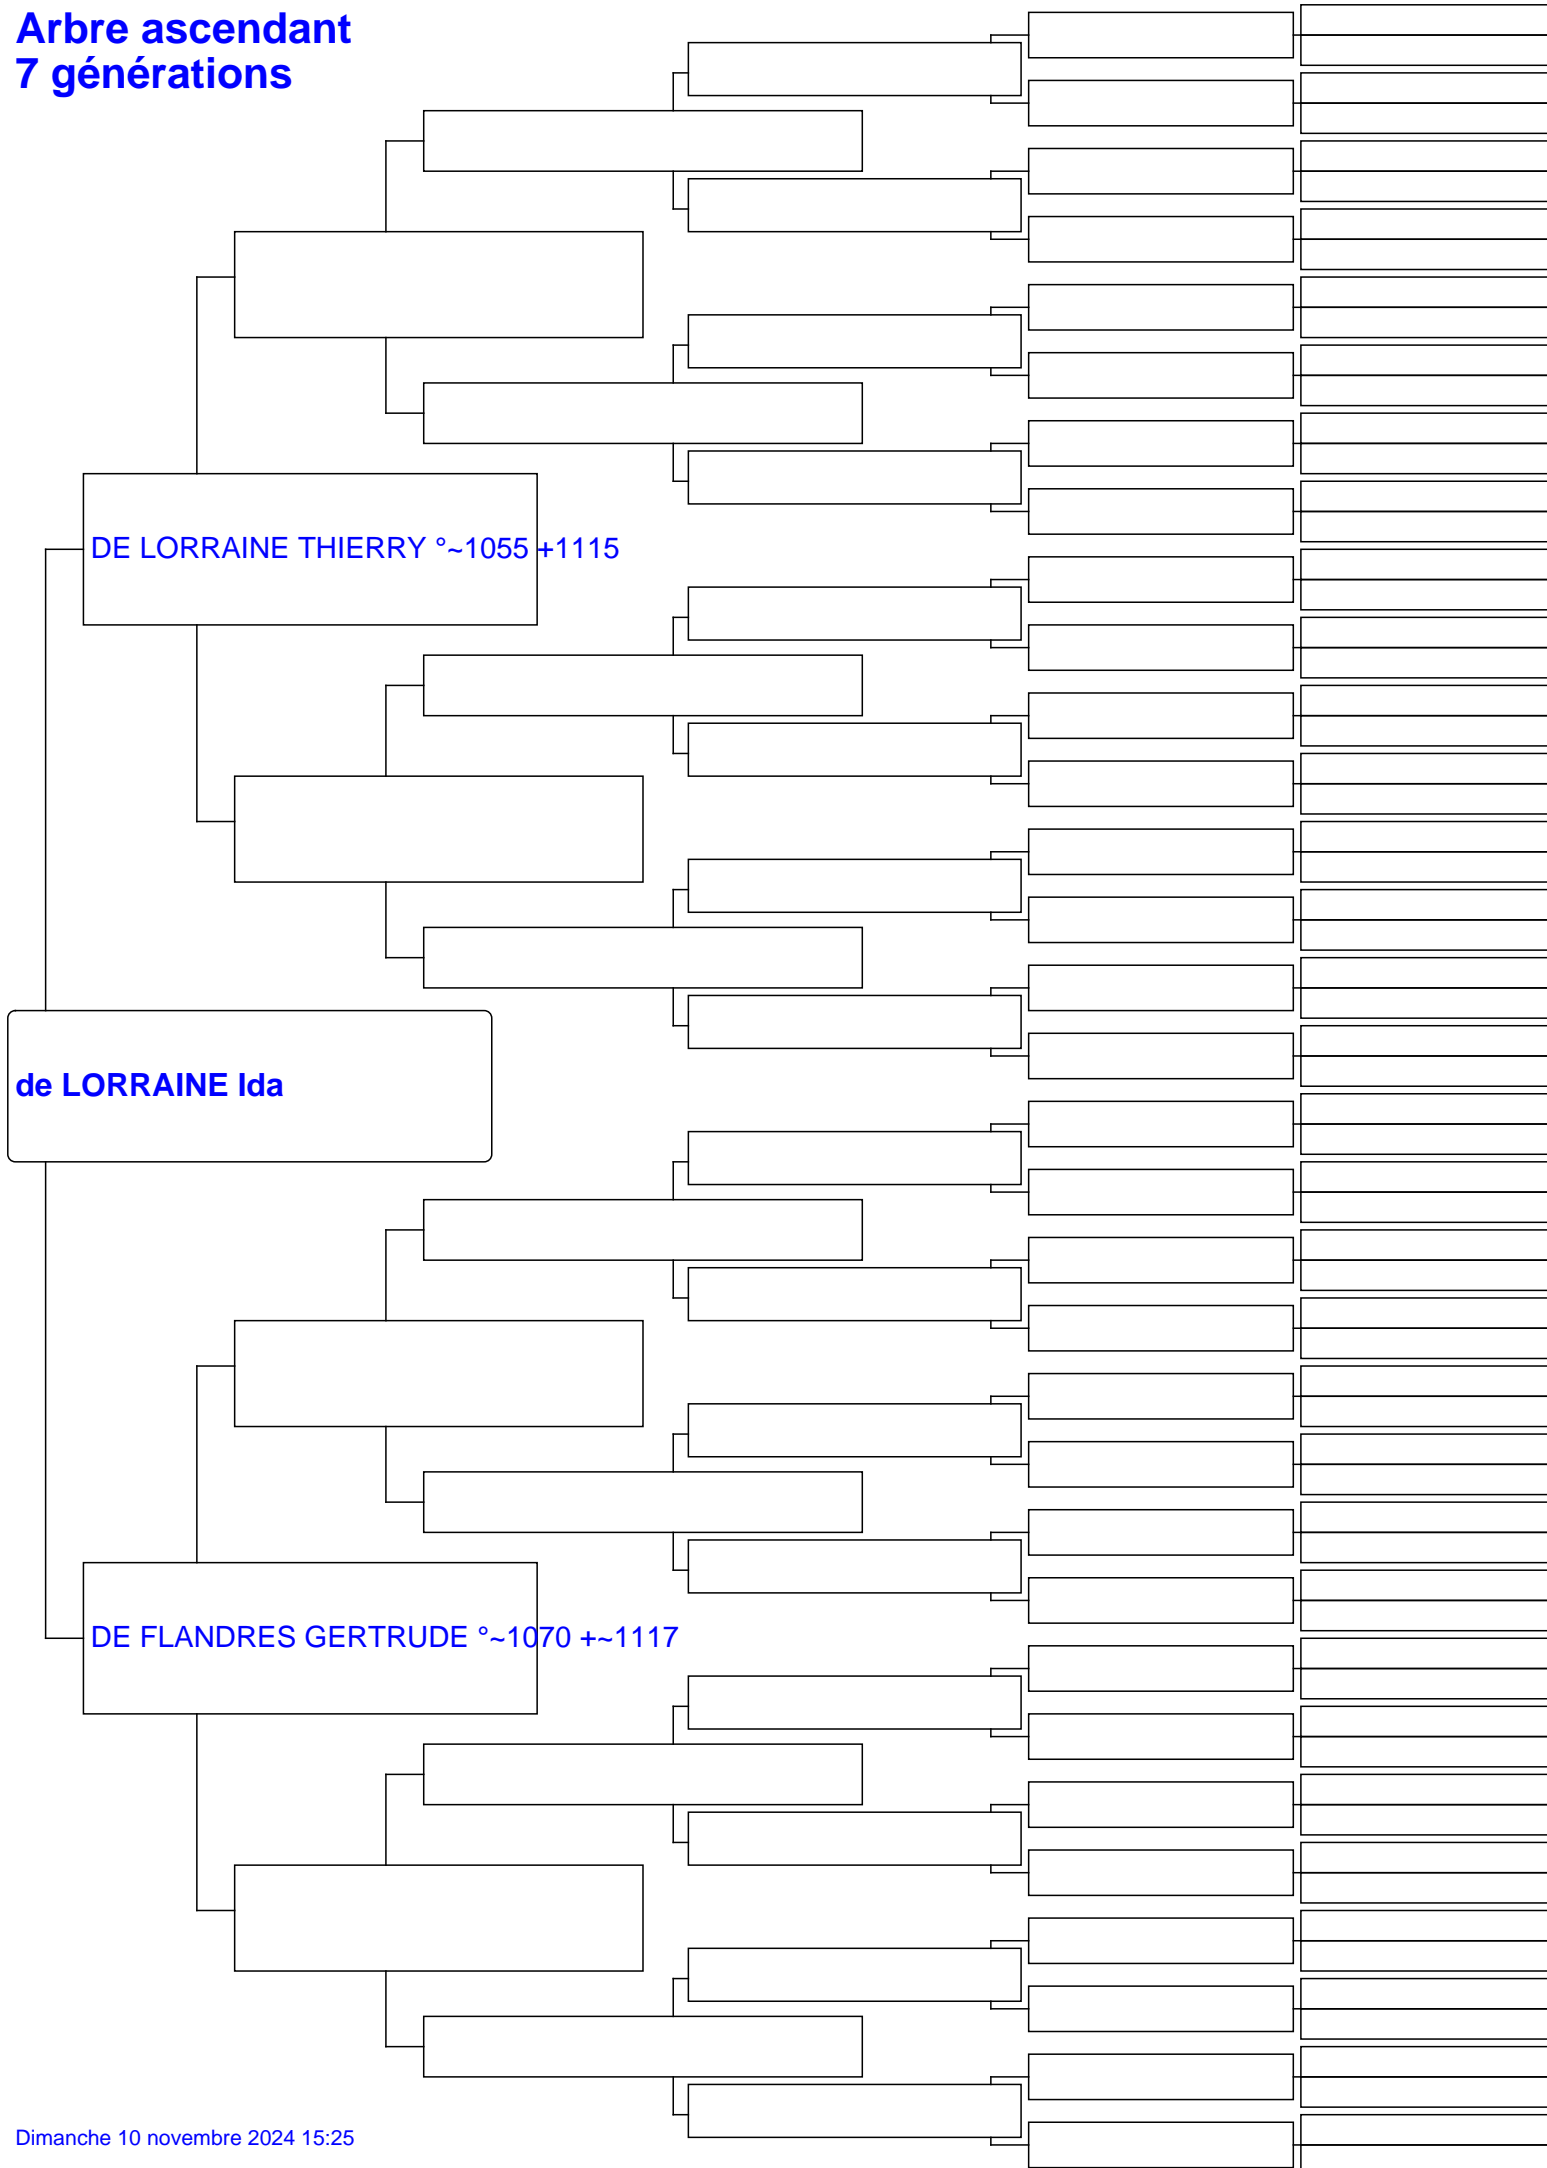 Arbre ascendant
7 générations
DE LORRAINE THIERRY °~1055 +1115
de LORRAINE Ida
DE FLANDRES GERTRUDE °~1070 +~1117
Dimanche 10 novembre 2024 15:25